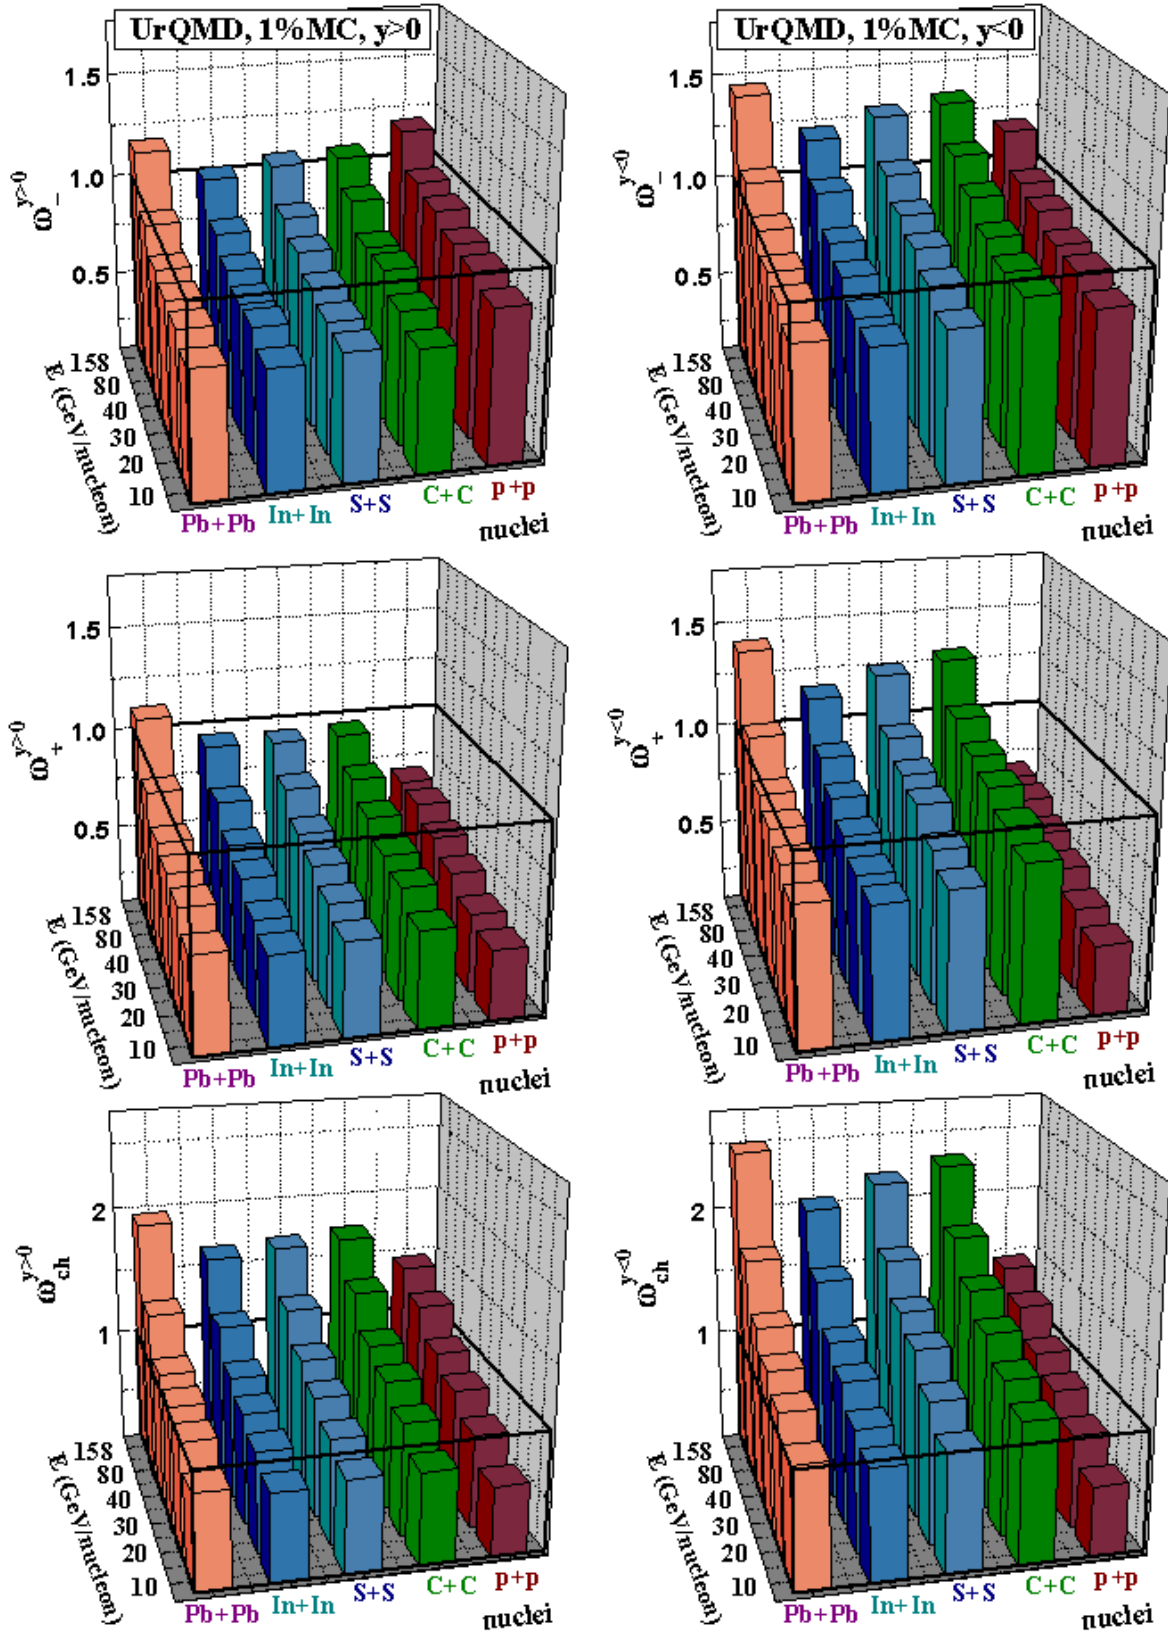 UrQMD, 1%MC, y>0
1.5
1.0
0.5
ω₋^{y>0}
158
80
40
30
20
10
E (GeV/nucleon)
Pb+Pb
In+In
S+S
C+C
p+p
nuclei
UrQMD, 1%MC, y<0
1.5
1.0
0.5
ω₋^{y<0}
158
80
40
30
20
10
E (GeV/nucleon)
Pb+Pb
In+In
S+S
C+C
p+p
nuclei
1.5
1.0
0.5
ω₊^{y>0}
158
80
40
30
20
10
E (GeV/nucleon)
Pb+Pb
In+In
S+S
C+C
p+p
nuclei
1.5
1.0
0.5
ω₊^{y<0}
158
80
40
30
20
10
E (GeV/nucleon)
Pb+Pb
In+In
S+S
C+C
p+p
nuclei
2
1
ω_{ch}^{y>0}
158
80
40
30
20
10
E (GeV/nucleon)
Pb+Pb
In+In
S+S
C+C
p+p
nuclei
2
1
ω_{ch}^{y<0}
158
80
40
30
20
10
E (GeV/nucleon)
Pb+Pb
In+In
S+S
C+C
p+p
nuclei